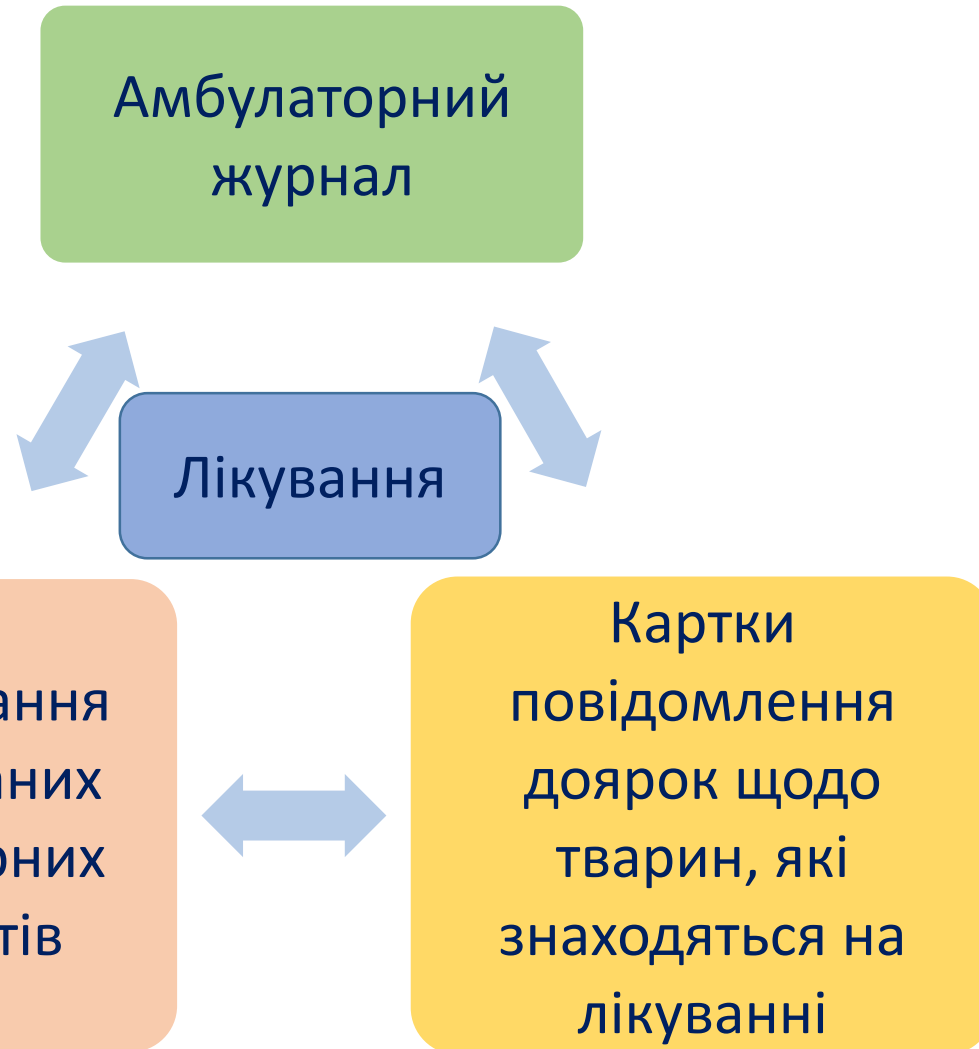 Амбулаторний
журнал
Лікування
Картки
повідомлення
доярок щодо
тварин, які
знаходяться на
лікуванні